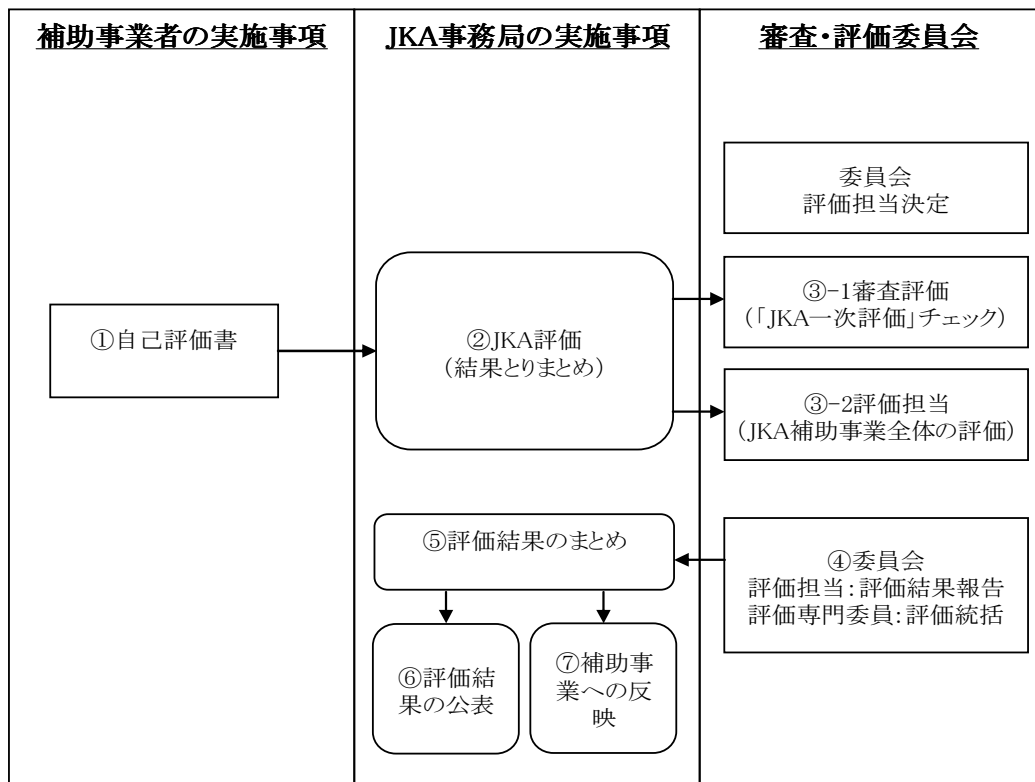 補助事業者の実施事項
JKA事務局の実施事項
審査・評価委員会
委員会
評価担当決定
①自己評価書
②JKA評価
(結果とりまとめ)
③-1審査評価
(「JKA一次評価」チェック)
③-2評価担当
(JKA補助事業全体の評価)
④委員会
評価担当:評価結果報告
評価専門委員:評価統括
⑤評価結果のまとめ
⑥評価結
果の公表
⑦補助事
業への反
映